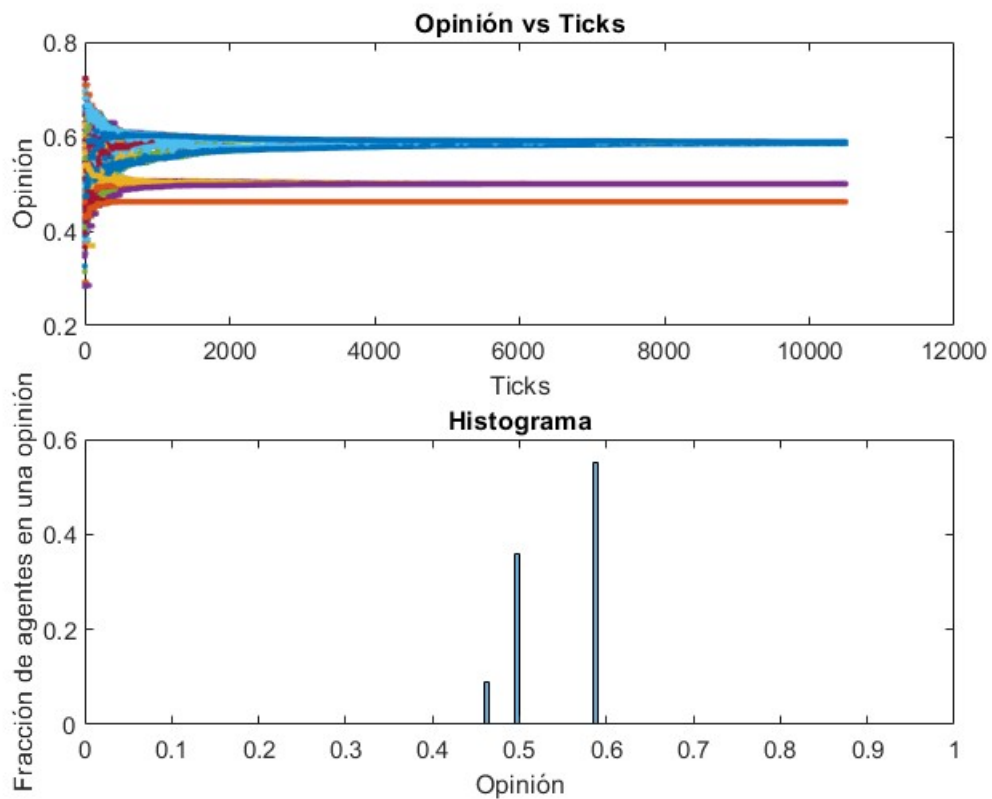 Opinión vs Ticks
Opinión
0.8
0.6
0.4
0.2
0 2000 4000 6000 8000 10000 12000
Ticks
Histograma
Fracción de agentes en una opinión
0.6
0.4
0.2
0
0 0.1 0.2 0.3 0.4 0.5 0.6 0.7 0.8 0.9 1
Opinión